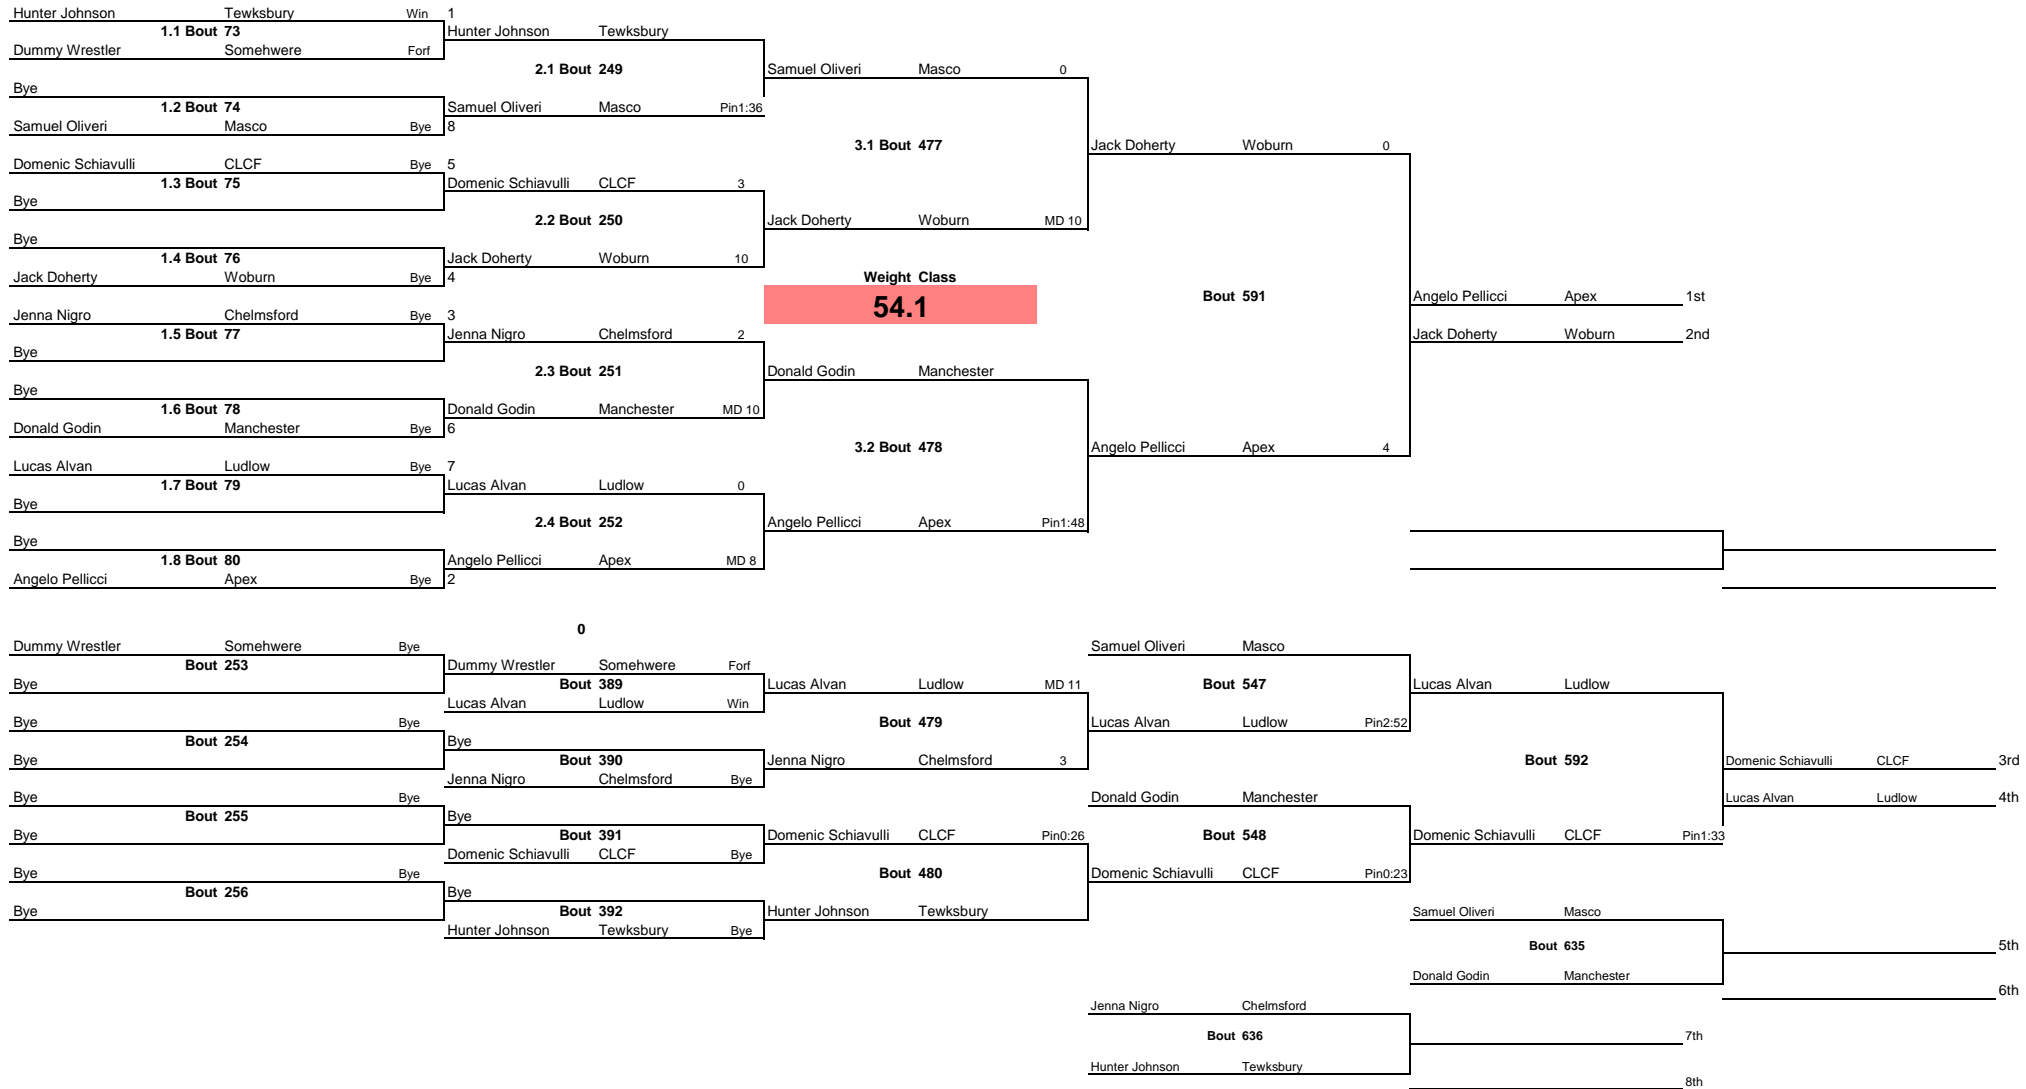 Hunter Johnson Tewksbury Win 1
1.1 Bout 73 Hunter Johnson Tewksbury
Dummy Wrestler Somehwere Forf
2.1 Bout 249 Samuel Oliveri Masco 0
Bye
1.2 Bout 74 Samuel Oliveri Masco Pin1:36
Samuel Oliveri Masco Bye 8
3.1 Bout 477 Jack Doherty Woburn 0
Domenic Schiavulli CLCF Bye 5
1.3 Bout 75 Domenic Schiavulli CLCF 3
Bye
2.2 Bout 250 Jack Doherty Woburn MD 10
Bye
1.4 Bout 76 Jack Doherty Woburn 10
Jack Doherty Woburn Bye 4 Weight Class
Bout 591 Angelo Pellicci Apex 1st
54.1
Jenna Nigro Chelmsford Bye 3
1.5 Bout 77 Jenna Nigro Chelmsford 2 Jack Doherty Woburn 2nd
Bye
2.3 Bout 251 Donald Godin Manchester
Bye
1.6 Bout 78 Donald Godin Manchester MD 10
Donald Godin Manchester Bye 6
3.2 Bout 478 Angelo Pellicci Apex 4
Lucas Alvan Ludlow Bye 7
1.7 Bout 79 Lucas Alvan Ludlow 0
Bye
2.4 Bout 252 Angelo Pellicci Apex Pin1:48
Bye
1.8 Bout 80 Angelo Pellicci Apex MD 8
Angelo Pellicci Apex Bye 2
0
Dummy Wrestler Somehwere Bye Samuel Oliveri Masco
Bout 253 Dummy Wrestler Somehwere Forf
Bye Bout 389 Lucas Alvan Ludlow MD 11 Bout 547 Lucas Alvan Ludlow
Lucas Alvan Ludlow Win
Bye Bye Bout 479 Lucas Alvan Ludlow Pin2:52
Bout 254 Bye
Bye Bout 390 Jenna Nigro Chelmsford 3 Bout 592 Domenic Schiavulli CLCF 3rd
Jenna Nigro Chelmsford Bye
Bye Bye Donald Godin Manchester Lucas Alvan Ludlow 4th
Bout 255 Bye
Bye Bout 391 Domenic Schiavulli CLCF Pin0:26 Bout 548 Domenic Schiavulli CLCF Pin1:33
Domenic Schiavulli CLCF Bye
Bye Bye Bout 480 Domenic Schiavulli CLCF Pin0:23
Bout 256 Bye
Bye Bout 392 Hunter Johnson Tewksbury Samuel Oliveri Masco
Hunter Johnson Tewksbury Bye
Bout 635 5th
Donald Godin Manchester
6th
Jenna Nigro Chelmsford
Bout 636 7th
Hunter Johnson Tewksbury
8th